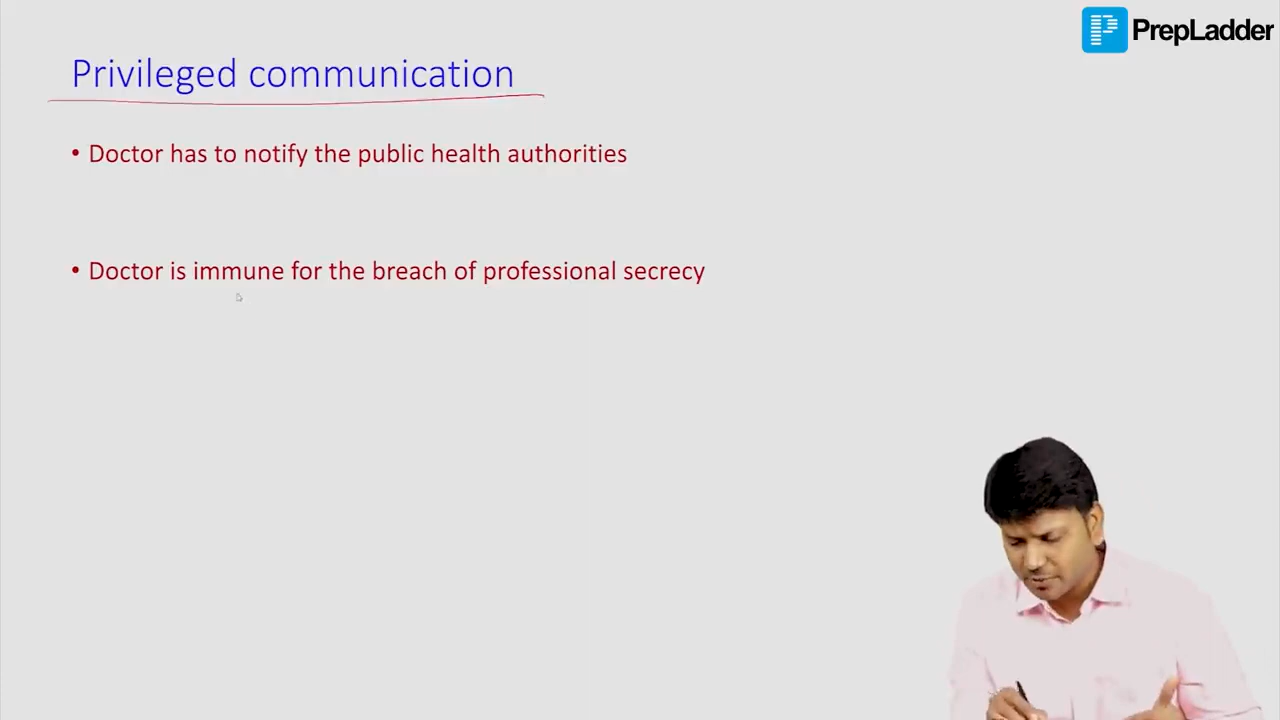 PrepLadder
Privileged communication
• Doctor has to notify the public health authorities
• Doctor is immune for the breach of professional secrecy